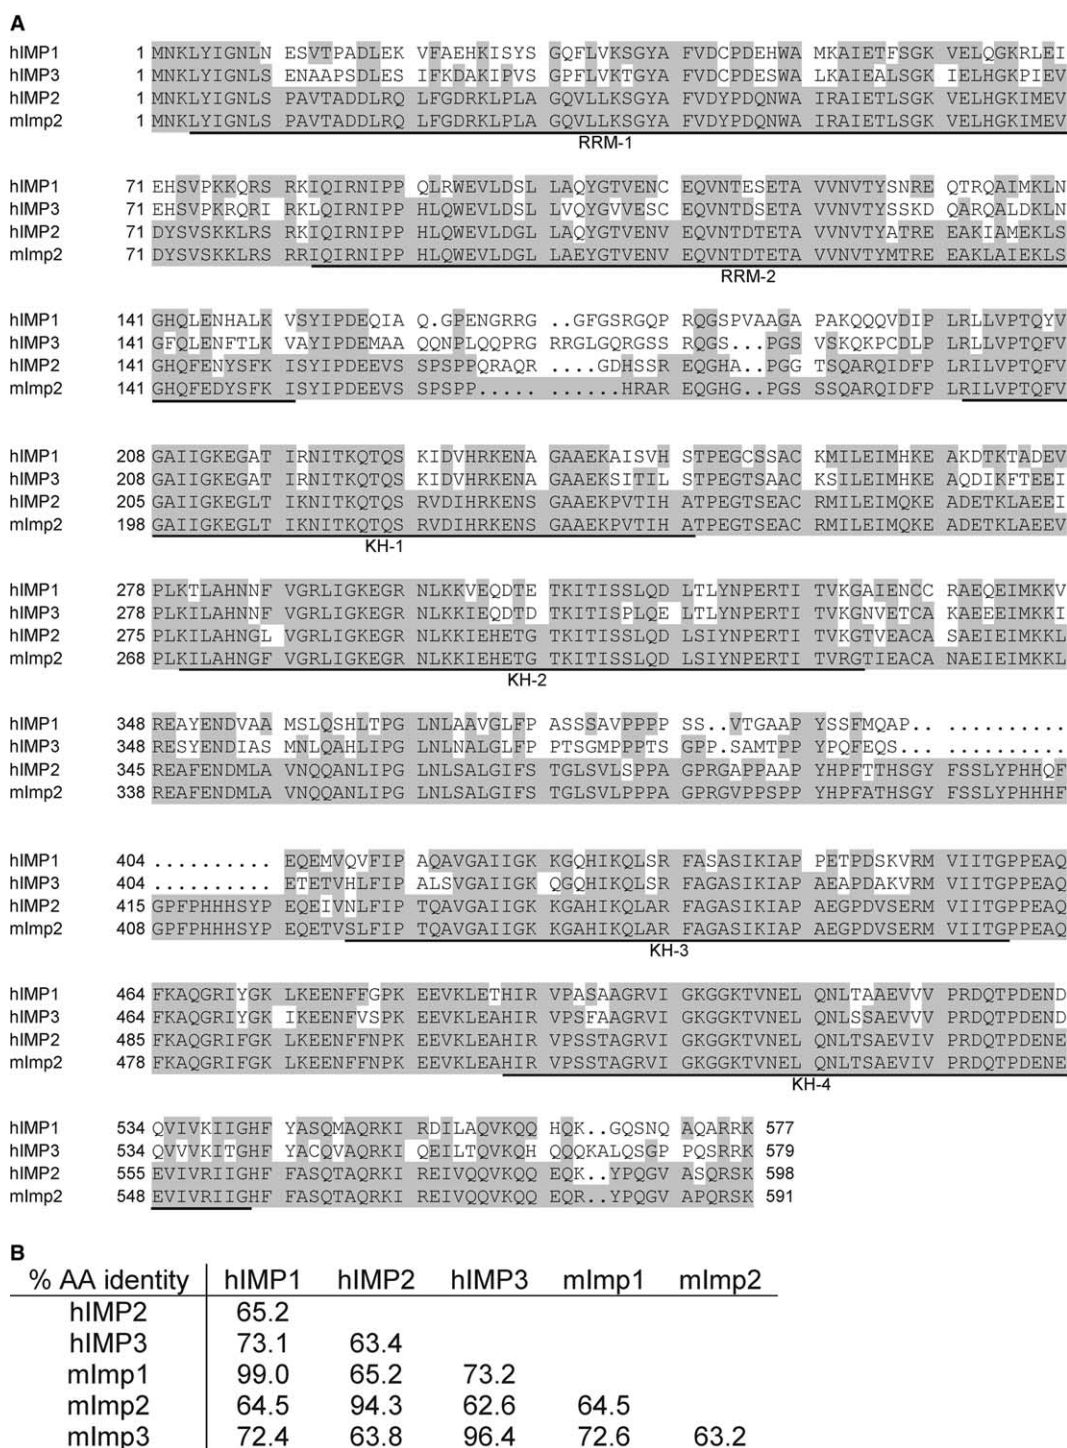 A
hIMP1 1 MNKLYIGNLN ESVTPADLEK VFAEHKISYS GQFLVKSGYA FVDCPDEHWA MKAIETFSGK VELQGKRLEI
hIMP3 1 MNKLYIGNLS ENAAPSDLES IFKDAKIPVS GPFLVKTGYA FVDCPDESWA LKAIEALSGK IELHGKPIEV
hIMP2 1 MNKLYIGNLS PAVTADDLRQ LFGDRKLPLA GQVLLKSGYA FVDYPDQNWA IRAIETLSGK VELHGKIMEV
mImp2 1 MNKLYIGNLS PAVTADDLRQ LFGDRKLPLA GQVLLKSGYA FVDYPDQNWA IRAIETLSGK VELHGKIMEV
RRM-1
hIMP1 71 EHSVPKKQRS RKIQIRNIPP QLRWEVLDSL LAQYGTVENC EQVNTESETA VVNVTYSNRE QTRQAIMKLN
hIMP3 71 EHSVPKRQRI RKLQIRNIPP HLQWEVLDSL LVQYGVVESC EQVNTDSETA VVNVTYSSKD QARQALDKLN
hIMP2 71 DYSVSKKLRS RKIQIRNIPP HLQWEVLDGL LAQYGTVENV EQVNTDTETA VVNVTYATRE EAKIAMEKLS
mImp2 71 DYSVSKKLRS RRIQIRNIPP HLQWEVLDGL LAEYGTVENV EQVNTDTETA VVNVTYMTRE EAKLAIEKLS
RRM-2
hIMP1 141 GHQLENHALK VSYIPDEQIA Q.GPENGRRG ..GFGSRGQP RQGSPVAAGA PAKQQQVDIP LRLLVPTQYV
hIMP3 141 GFQLENFTLK VAYIPDEMAA QQNPLQQPRG RRGLGQRGSS RQGS...PGS VSKQKPCDLP LRLLVPTQFV
hIMP2 141 GHQFENYSFK ISYIPDEEVS SPSPPQRAQR ....GDHSSR EQGHA..PGG TSQARQIDFP LRILVPTQFV
mImp2 141 GHQFEDYSFK ISYIPDEEVS SPSPP..... ......HRAR EQGHG..PGS SSQARQIDFP LRILVPTQFV
hIMP1 208 GAIIGKEGAT IRNITKQTQS KIDVHRKENA GAAEKAISVH STPEGCSSAC KMILEIMHKE AKDTKTADEV
hIMP3 208 GAIIGKEGAT IRNITKQTQS KIDVHRKENA GAAEKSITIL STPEGTSAAC KSILEIMHKE AQDIKFTEEI
hIMP2 205 GAIIGKEGLT IKNITKQTQS RVDIHRKENS GAAEKPVTIH ATPEGTSEAC RMILEIMQKE ADETKLAEEI
mImp2 198 GAIIGKEGLT IKNITKQTQS RVDIHRKENS GAAEKPVTIH ATPEGTSEAC RMILEIMQKE ADETKLAEEV
KH-1
hIMP1 278 PLKTLAHNNF VGRLIGKEGR NLKKVEQDTE TKITISSLQD LTLYNPERTI TVKGAIENCC RAEQEIMKKV
hIMP3 278 PLKILAHNNF VGRLIGKEGR NLKKIEQDTD TKITISPLQE LTLYNPERTI TVKGNVETCA KAEEEIMKKI
hIMP2 275 PLKILAHNGL VGRLIGKEGR NLKKIEHETG TKITISSLQD LSIYNPERTI TVKGTVEACA SAEIEIMKKL
mImp2 268 PLKILAHNGF VGRLIGKEGR NLKKIEHETG TKITISSLQD LSIYNPERTI TVRGTIEACA NAEIEIMKKL
KH-2
hIMP1 348 REAYENDVAA MSLQSHLTPG LNLAAVGLFP ASSSAVPPPP SS..VTGAAP YSSFMQAP.. ..........
hIMP3 348 RESYENDIAS MNLQAHLIPG LNLNALGLFP PTSGMPPPTS GPP.SAMTPP YPQFEQS... ..........
hIMP2 345 REAFENDMLA VNQQANLIPG LNLSALGIFS TGLSVLSPPA GPRGAPPAAP YHPFTTHSGY FSSLYPHHQF
mImp2 338 REAFENDMLA VNQQANLIPG LNLSALGIFS TGLSVLPPPA GPRGVPPSPP YHPFATHSGY FSSLYPHHHF
hIMP1 404 .......... EQEMVQVFIP AQAVGAIIGK KGQHIKQLSR FASASIKIAP PETPDSKVRM VIITGPPEAQ
hIMP3 404 .......... ETETVHLFIP ALSVGAIIGK QGQHIKQLSR FAGASIKIAP AEAPDAKVRM VIITGPPEAQ
hIMP2 415 GPFPHHHSYP EQEIVNLFIP TQAVGAIIGK KGAHIKQLAR FAGASIKIAP AEGPDVSERM VIITGPPEAQ
mImp2 408 GPFPHHHSYP EQETVSLFIP TQAVGAIIGK KGAHIKQLAR FAGASIKIAP AEGPDVSERM VIITGPPEAQ
KH-3
hIMP1 464 FKAQGRIYGK LKEENFFGPK EEVKLETHIR VPASAAGRVI GKGGKTVNEL QNLTAAEVVV PRDQTPDEND
hIMP3 464 FKAQGRIYGK IKEENFVSPK EEVKLEAHIR VPSFAAGRVI GKGGKTVNEL QNLSSAEVVV PRDQTPDEND
hIMP2 485 FKAQGRIFGK LKEENFFNPK EEVKLEAHIR VPSSTAGRVI GKGGKTVNEL QNLTSAEVIV PRDQTPDENE
mImp2 478 FKAQGRIFGK LKEENFFNPK EEVKLEAHIR VPSSTAGRVI GKGGKTVNEL QNLTSAEVIV PRDQTPDENE
KH-4
hIMP1 534 QVIVKIIGHF YASQMAQRKI RDILAQVKQQ HQK.GQSNQ AQARRK 577
hIMP3 534 QVVVKITGHF YACQVAQRKI QEILTQVKQH QQQKALQSGP PQSRRK 579
hIMP2 555 EVIVRIIGHF FASQTAQRKI REIVQQVKQQ EQK..YPQGV ASQRSK 598
mImp2 548 EVIVRIIGHF FASQTAQRKI REIVQQVKQQ EQR..YPQGV APQRSK 591
B
% AA identity hIMP1 hIMP2 hIMP3 mImp1 mImp2
hIMP2 65.2
hIMP3 73.1 63.4
mImp1 99.0 65.2 73.2
mImp2 64.5 94.3 62.6 64.5
mImp3 72.4 63.8 96.4 72.6 63.2